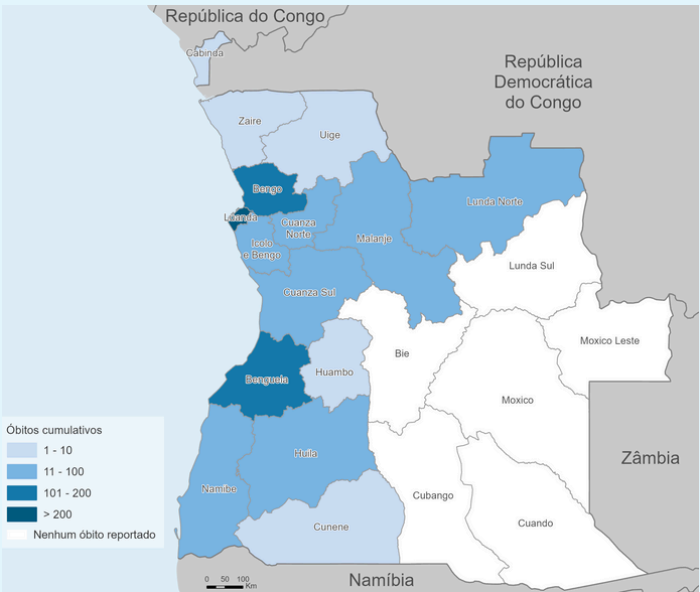 República do Congo
Cabinda
República
Democrática
do Congo
Zaire
Uige
Bengo
Lunda Norte
Luanda
Cuanza
Norte
Malanje
Icolo
e Bengo
Lunda Sul
Cuanza Sul
Moxico Leste
Bie
Huambo
Benguela
Moxico
Óbitos cumulativos
1 - 10
11 - 100
101 - 200
> 200
Nenhum óbito reportado
Huila
Zâmbia
Namibe
Cubango
Cunene
Cuando
0 50 100
Km
Namíbia